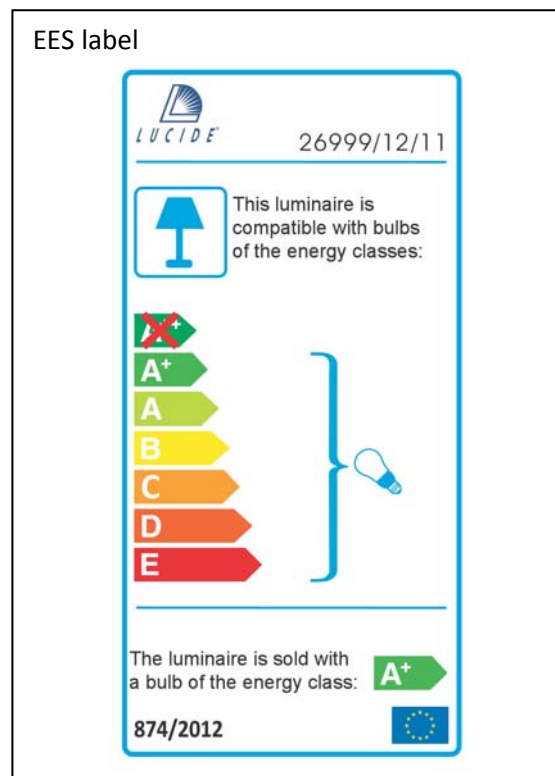 EES label
LUCIDE
26999/12/11
This luminaire is
compatible with bulbs
of the energy classes:
A++
A+
A
B
C
D
E
The luminaire is sold with
a bulb of the energy class:
A+
874/2012